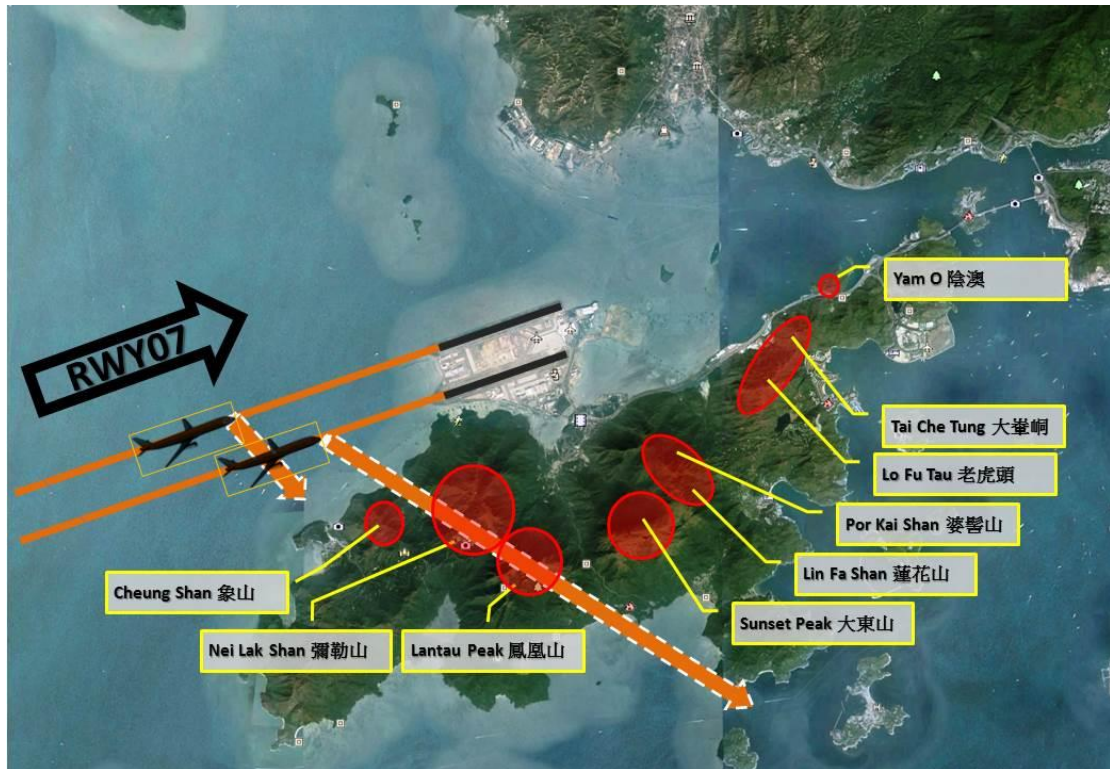 RWY07
Yam O 陰澳
Tai Che Tung 大輋峒
Lo Fu Tau 老虎頭
Por Kai Shan 婆髻山
Lin Fa Shan 蓮花山
Sunset Peak 大東山
Cheung Shan 象山
Nei Lak Shan 彌勒山
Lantau Peak 鳳凰山